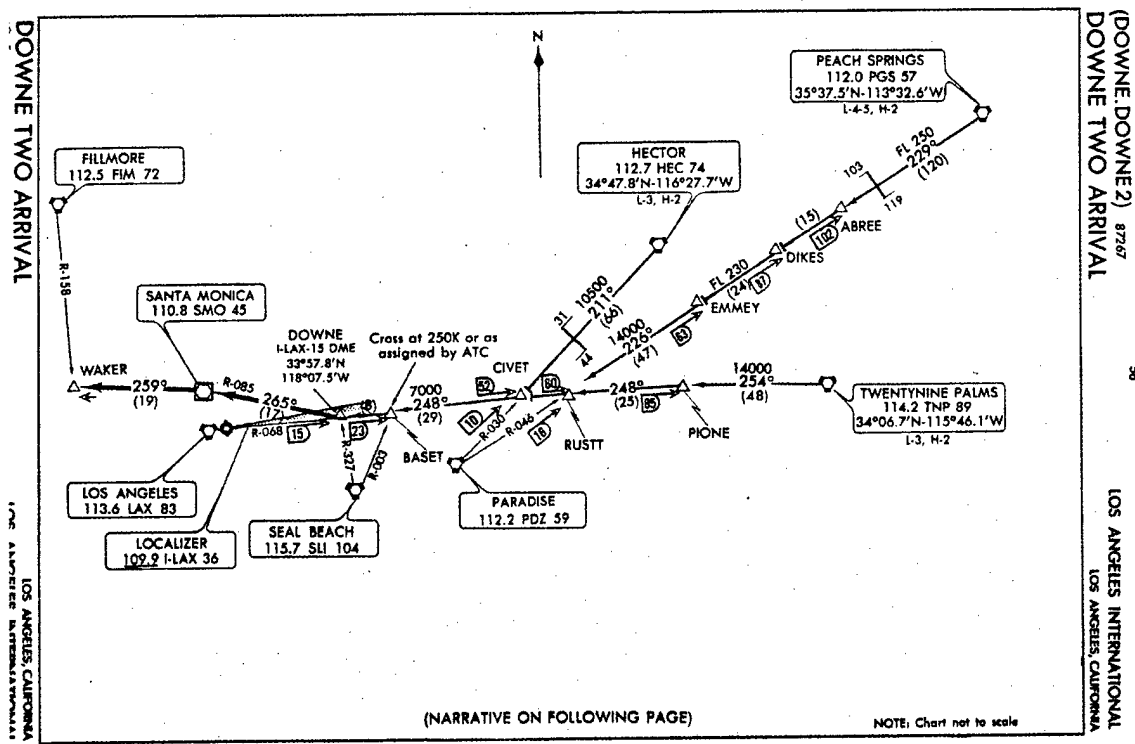 (DOWNE.DOWNE 2) 87267
DOWNE TWO ARRIVAL
LOS ANGELES INTERNATIONAL
LOS ANGELES, CALIFORNIA
DOWNE TWO ARRIVAL
LOS ANGELES, CALIFORNIA
LOS ANGELES INTERNATIONAL
N
PEACH SPRINGS
112.0 PGS 57
35°37.5'N-113°32.6'W
L-4-5, H-2
FL 250
229°
(120)
103
119
ABREE
(15)
102
DIKES
FL 230
(24)
87
EMMEY
HECTOR
112.7 HEC 74
34°47.8'N-116°27.7'W
L-3, H-2
10500
211°
(66)
31
44
14000
226°
(47)
63
FILLMORE
112.5 FIM 72
R-158
SANTA MONICA
110.8 SMO 45
DOWNE
I-LAX-15 DME
33°57.8'N
118°07.5'W
Cross at 250K or as
assigned by ATC
WAKER
259°
(19)
R-085
265°
(17)
(8)
R-068
15
23
7000
248°
(29)
52
CIVET
60
248°
(25)
85
14000
254°
(48)
TWENTYNINE PALMS
114.2 TNP 89
34°06.7'N-115°46.1'W
L-3, H-2
BASET
10
R-030
R-046
18
RUSTT
PIONE
R-327
R-003
LOS ANGELES
113.6 LAX 83
LOCALIZER
109.9 I-LAX 36
SEAL BEACH
115.7 SLI 104
PARADISE
112.2 PDZ 59
(NARRATIVE ON FOLLOWING PAGE)
NOTE: Chart not to scale